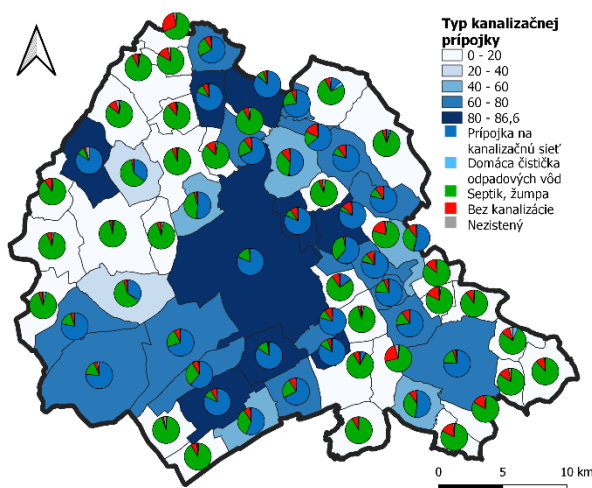 Typ kanalizačnej
prípojky
0 - 20
20 - 40
40 - 60
60 - 80
80 - 86,6
Prípojka na
kanalizačnú sieť
Domáca čistička
odpadových vôd
Septik, žumpa
Bez kanalizácie
Nezistený
0 5 10 km